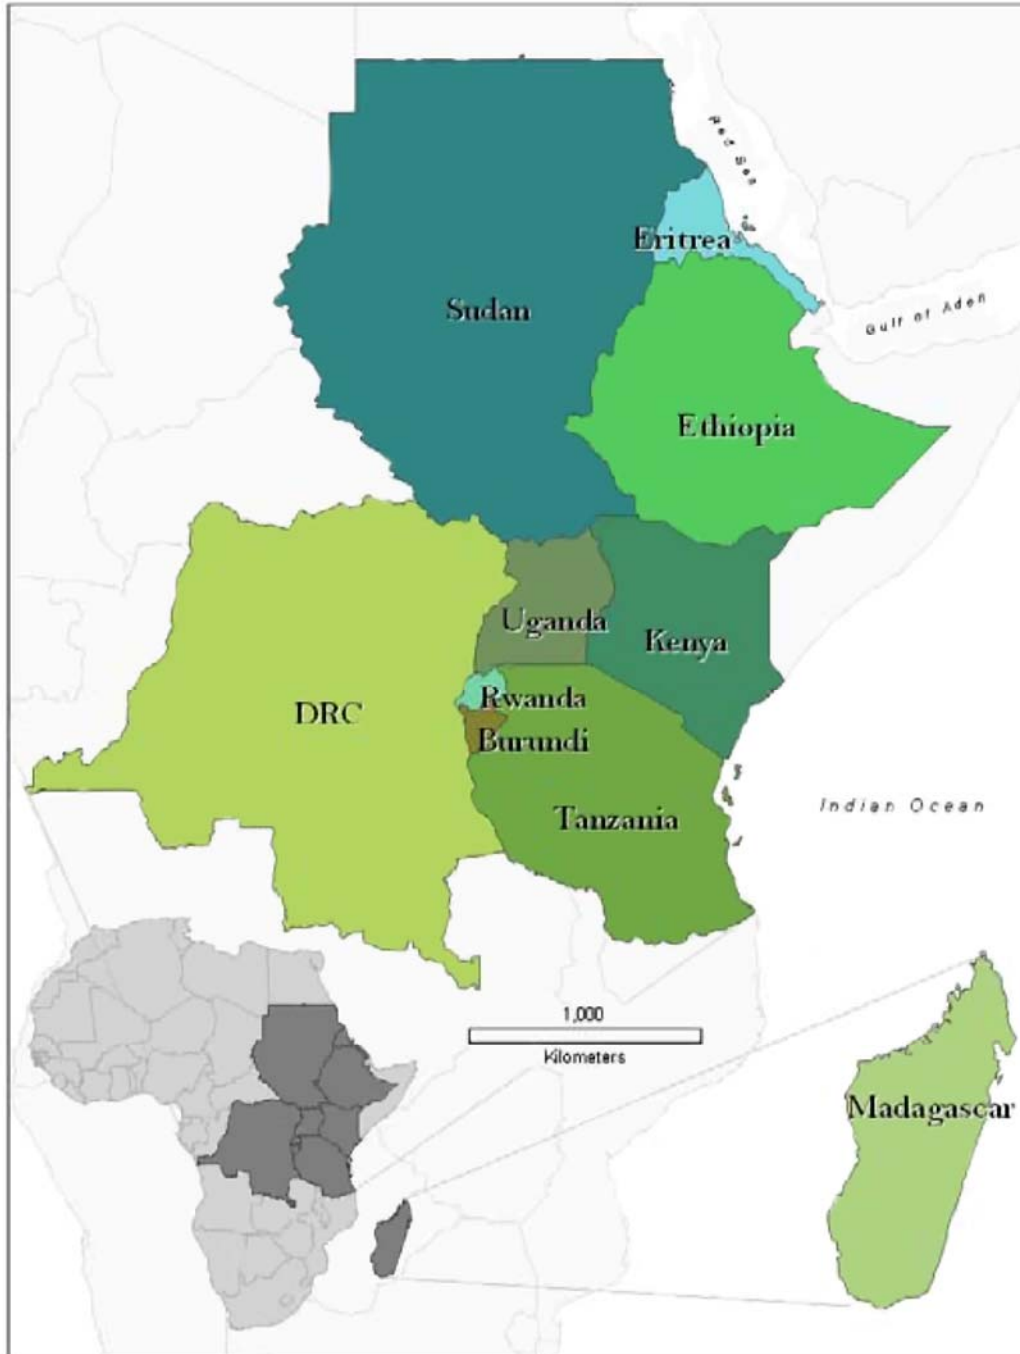 Red Sea
Eritrea
Sudan
Gulf of Aden
Ethiopia
Uganda
Kenya
Rwanda
DRC
Burundi
Indian Ocean
Tanzania
1,000
Kilometers
Madagascar